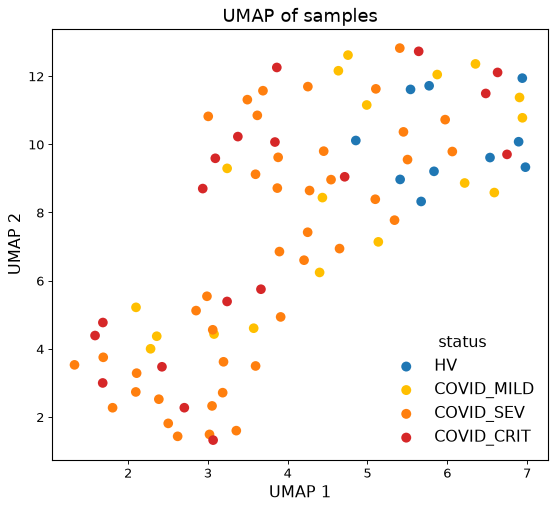 UMAP of samples
12
10
8
6
4
2
UMAP 2
status
HV
COVID_MILD
COVID_SEV
COVID_CRIT
2 3 4 5 6 7
UMAP 1